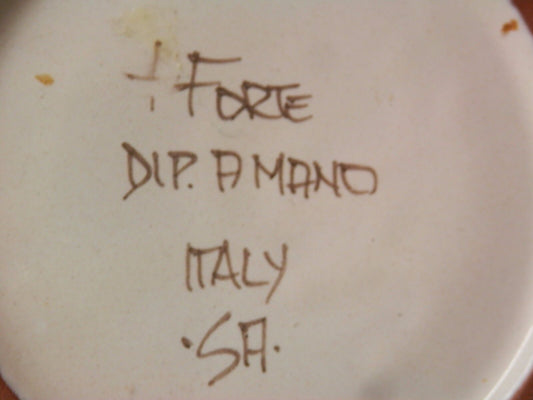 + FORTE
DIP. A MANO
ITALY
·SA·